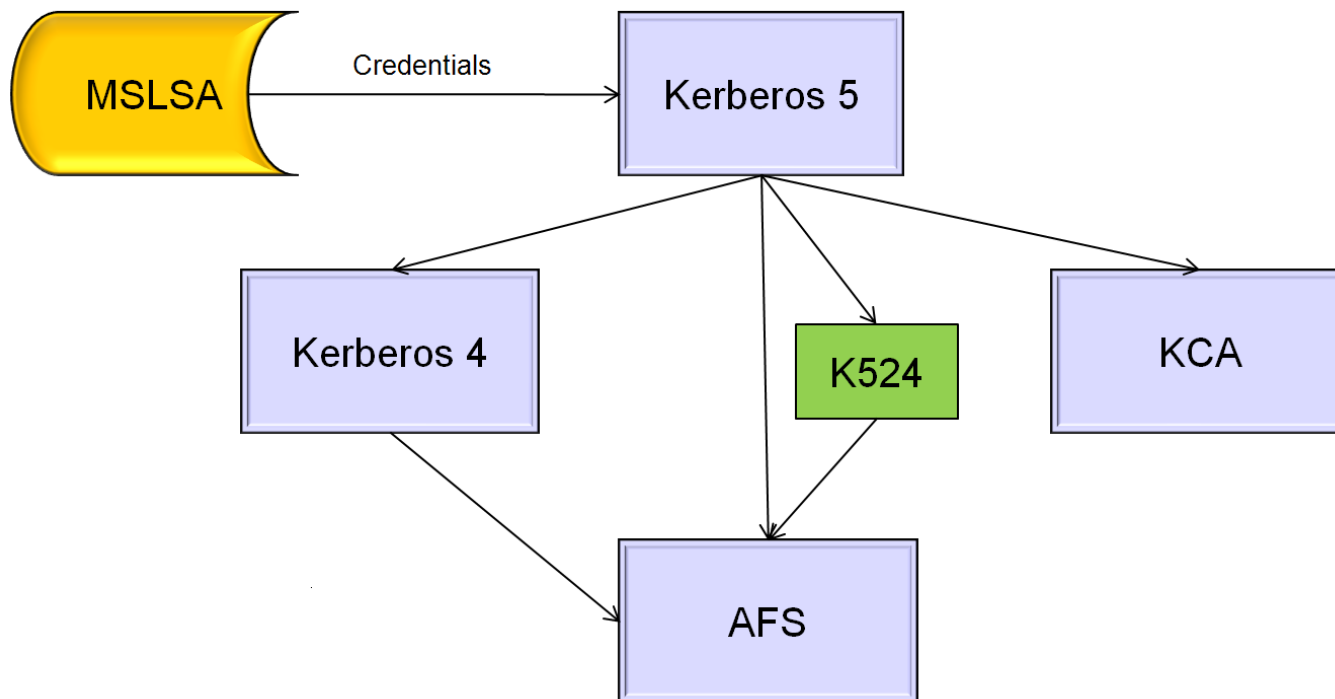 MSLSA
Credentials
Kerberos 5
Kerberos 4
K524
KCA
AFS